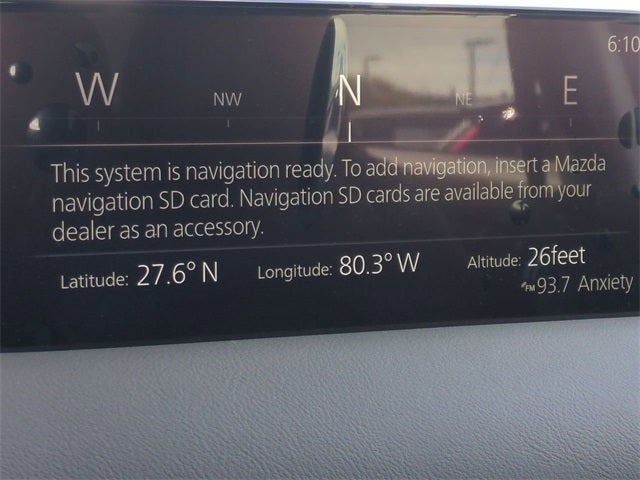 6:10
W NW N NE E
This system is navigation ready. To add navigation, insert a Mazda
navigation SD card. Navigation SD cards are available from your
dealer as an accessory.
Latitude: 27.6° N Longitude: 80.3° W Altitude: 26feet
FM 93.7 Anxiety